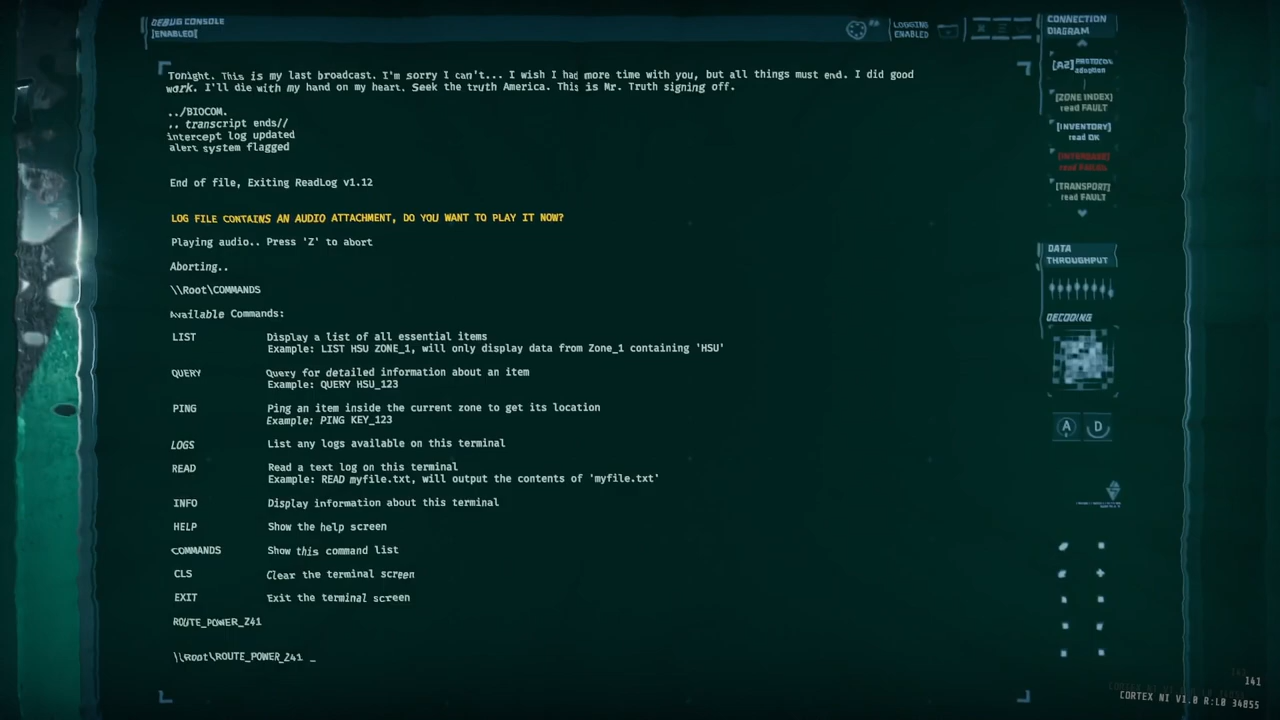 DEBUG CONSOLE
[ENABLED]
LOGGING
ENABLED
CONNECTION
DIAGRAM
Tonight. This is my last broadcast. I'm sorry I can't... I wish I had more time with you, but all things must end. I did good
work. I'll die with my hand on my heart. Seek the truth America. This is Mr. Truth signing off.
../BIOCOM.
.. transcript ends//
intercept log updated
alert system flagged
End of file, Exiting ReadLog v1.12
LOG FILE CONTAINS AN AUDIO ATTACHMENT, DO YOU WANT TO PLAY IT NOW?
Playing audio.. Press 'Z' to abort
Aborting..
\\Root\COMMANDS
Available Commands:
LIST Display a list of all essential items
Example: LIST HSU ZONE_1, will only display data from Zone_1 containing 'HSU'
QUERY Query for detailed information about an item
Example: QUERY HSU_123
PING Ping an item inside the current zone to get its location
Example: PING KEY_123
LOGS List any logs available on this terminal
READ Read a text log on this terminal
Example: READ myfile.txt, will output the contents of 'myfile.txt'
INFO Display information about this terminal
HELP Show the help screen
COMMANDS Show this command list
CLS Clear the terminal screen
EXIT Exit the terminal screen
ROUTE_POWER_Z41
\\Root\ROUTE_POWER_Z41 _
[A2] PROTOCOL
adaption
[ZONE INDEX]
read FAULT
[INVENTORY]
read OK
read
[TRANSPORT]
read FAULT
DATA
THROUGHPUT
DECODING
A D
141
CORTEX NI V1.0 R:L0 34855